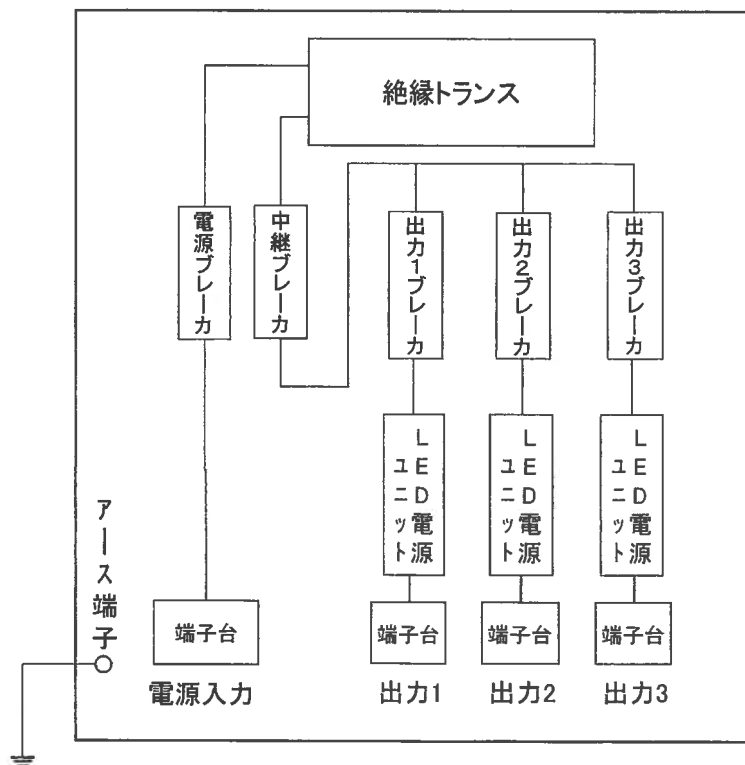 絶縁トランス
電源ブレーカ
中継ブレーカ
出力1ブレーカ
出力2ブレーカ
出力3ブレーカ
LED電源
ユニット
LED電源
ユニット
LED電源
ユニット
アース端子
端子台
端子台
端子台
端子台
電源入力
出力1
出力2
出力3